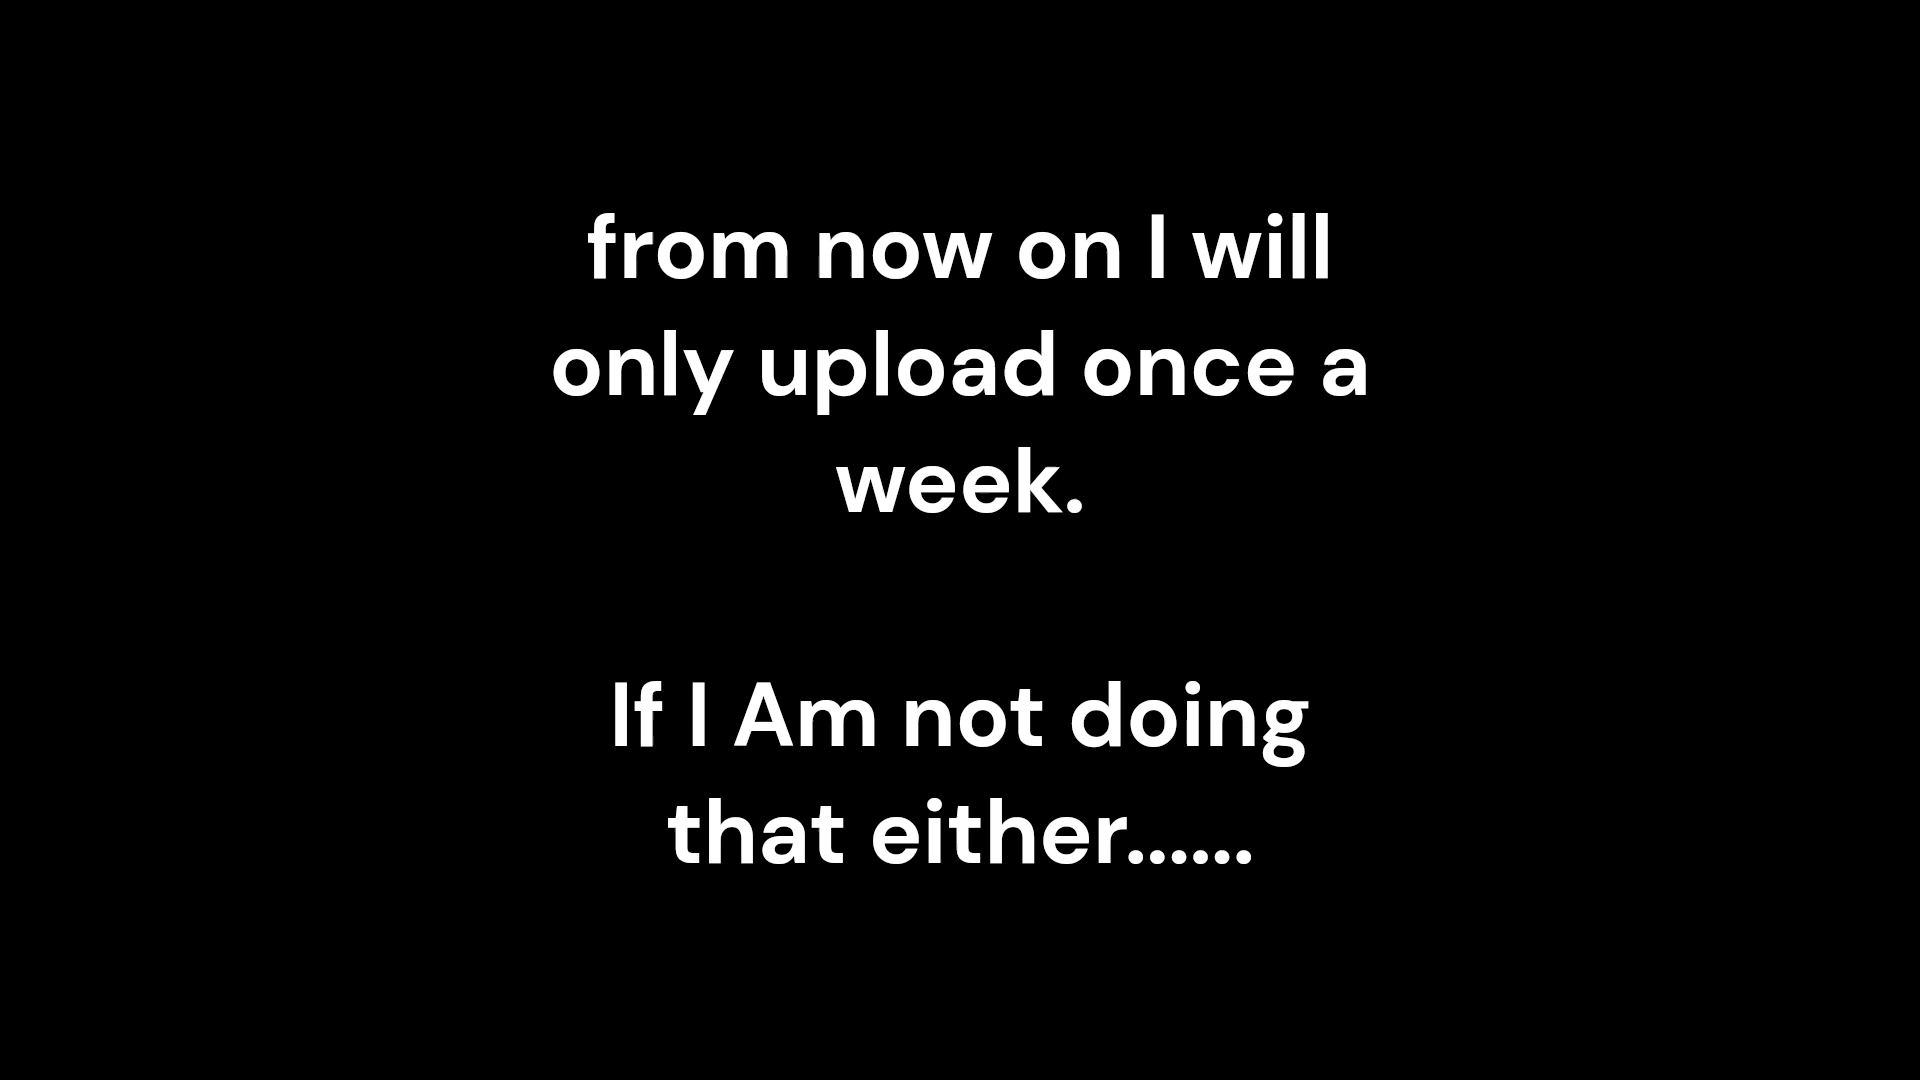 from now on I will
only upload once a
week.
If I Am not doing
that either......